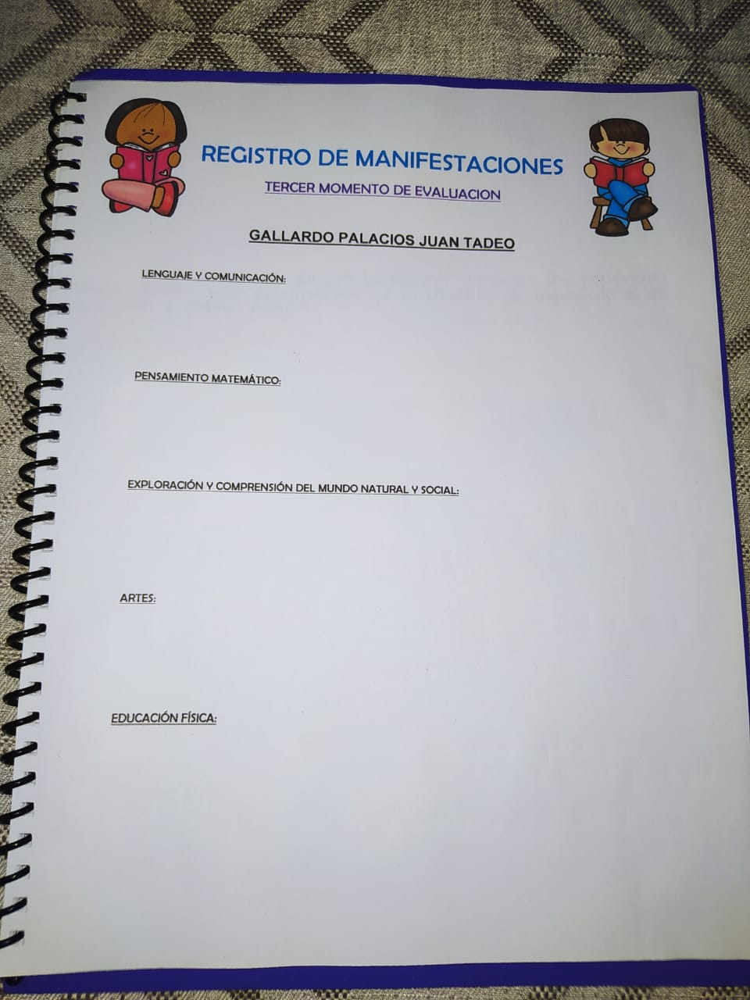 REGISTRO DE MANIFESTACIONES
TERCER MOMENTO DE EVALUACION
GALLARDO PALACIOS JUAN TADEO
LENGUAJE Y COMUNICACIÓN:
PENSAMIENTO MATEMÁTICO:
EXPLORACIÓN Y COMPRENSIÓN DEL MUNDO NATURAL Y SOCIAL:
ARTES:
EDUCACIÓN FÍSICA: